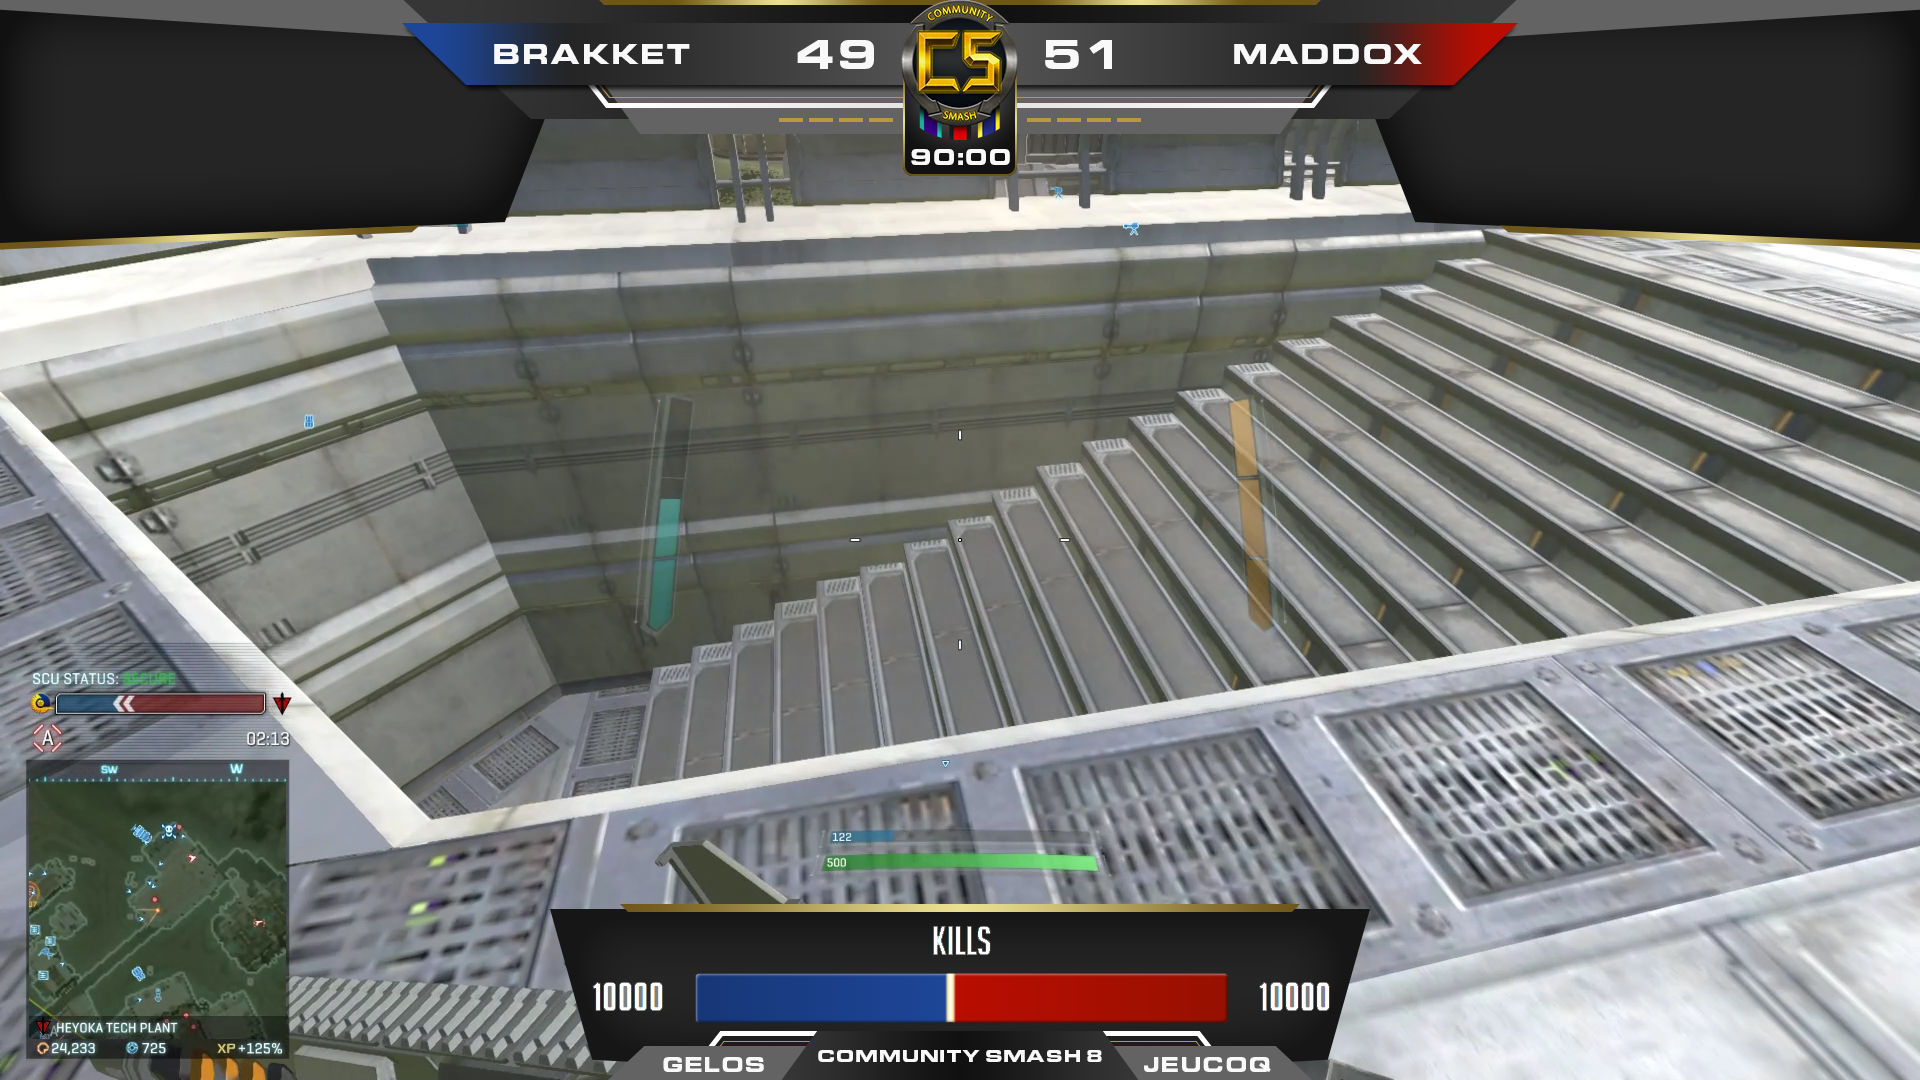 COMMUNITY
CS
SMASH
BRAKKET 49 51 MADDOX
90:00
SCU STATUS: SECURE
A 02:13
SW W
122
500
HEYOKA TECH PLANT
24,233 725 XP +125%
KILLS
10000 10000
GELOS COMMUNITY SMASH 8 JEUCOQ